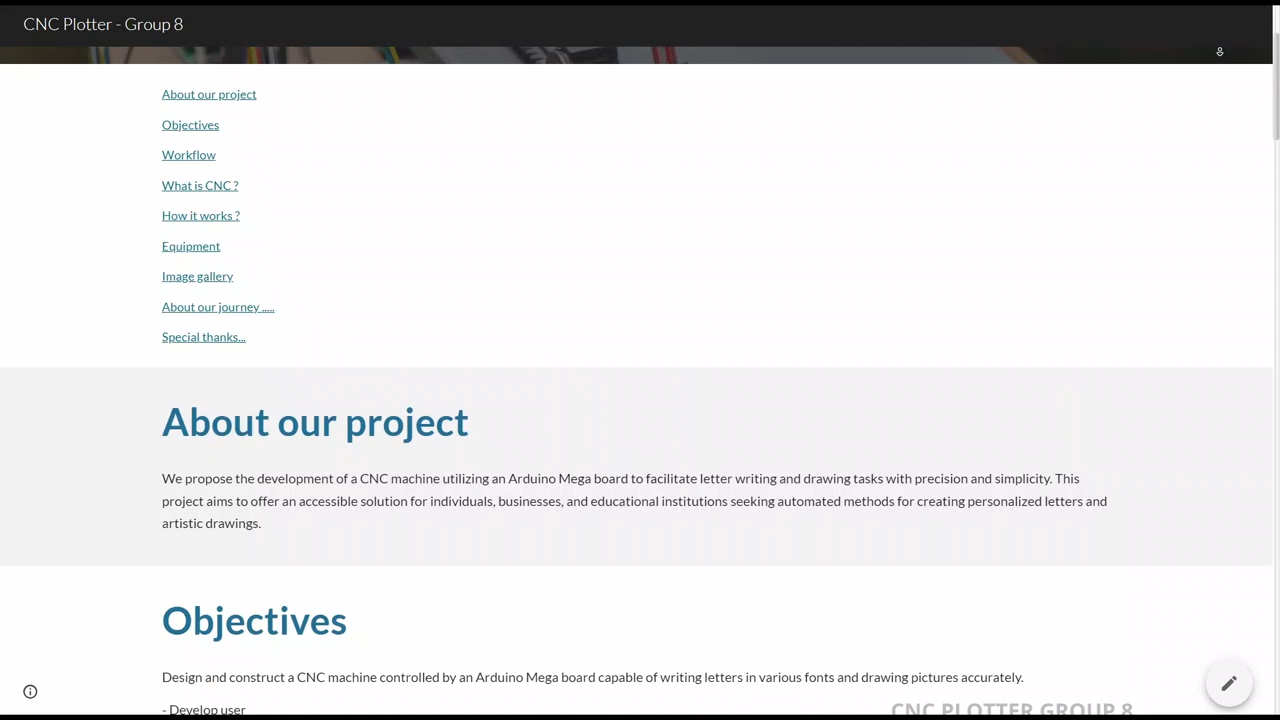 CNC Plotter - Group 8
About our project
Objectives
Workflow
What is CNC ?
How it works ?
Equipment
Image gallery
About our journey .....
Special thanks...
About our project
We propose the development of a CNC machine utilizing an Arduino Mega board to facilitate letter writing and drawing tasks with precision and simplicity. This
project aims to offer an accessible solution for individuals, businesses, and educational institutions seeking automated methods for creating personalized letters and
artistic drawings.
Objectives
Design and construct a CNC machine controlled by an Arduino Mega board capable of writing letters in various fonts and drawing pictures accurately.
- Develop user
CNC PLOTTER GROUP 8